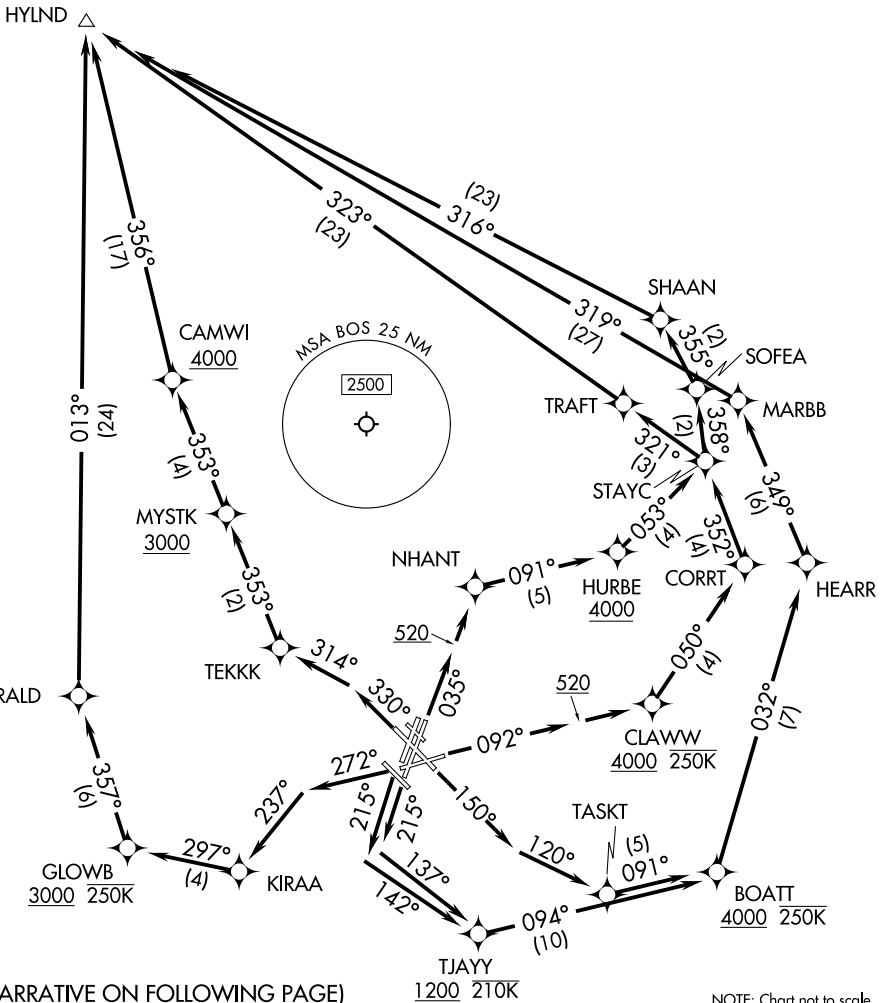 HYLND
(23)
316°
323°
(23)
356°
(17)
SHAAN
319°
(27)
(2)
355°
SOFEA
CAMWI
4000
MSA BOS 25 NM
2500
013°
(24)
TRAFT
MARBB
(2)
358°
321°
(3)
353°
(4)
STAYC
349°
(6)
MYSTK
3000
053°
(4)
352°
(4)
NHANT
091°
(5)
HURBE
4000
CORRT
HEARR
353°
(2)
520
050°
(4)
314°
TEKKK
035°
520
032°
(7)
RALD
330°
092°
CLAWW
4000 250K
357°
(6)
272°
237°
215°
215°
150°
TASKT
(5)
091°
120°
297°
(4)
GLOWB
3000 250K
KIRAA
137°
142°
BOATT
4000 250K
094°
(10)
TJAYY
1200 210K
ARRATIVE ON FOLLOWING PAGE)
NOTE: Chart not to scale